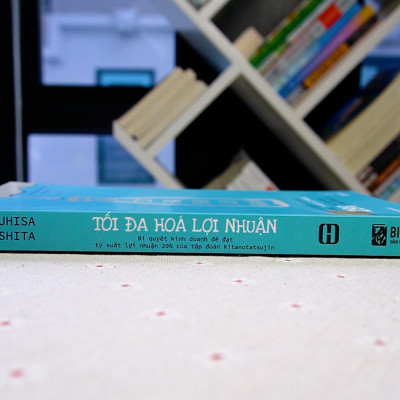 UHISA
SHITA
TỐI ĐA HOÁ LỢI NHUẬN
Bí quyết kinh doanh để đạt
tỷ suất lợi nhuận 29% của tập đoàn Kitanotatsujin
H
BI